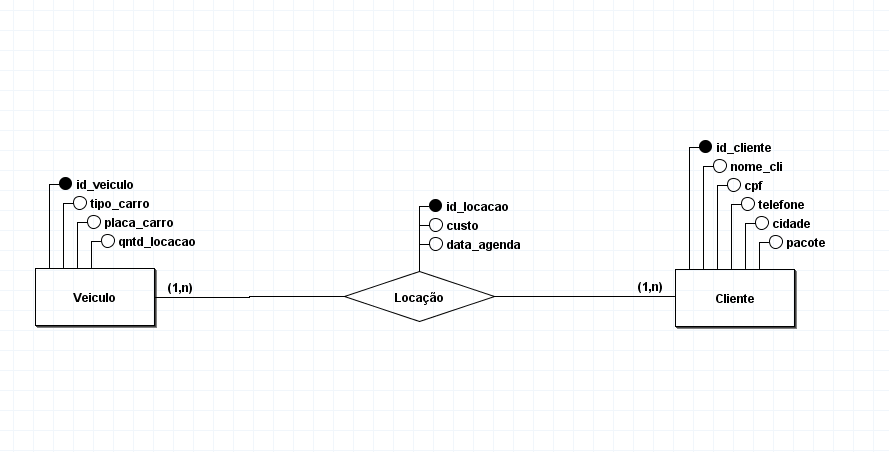 id_veiculo
tipo_carro
placa_carro
qntd_locacao
Veiculo
(1,n)
id_locacao
custo
data_agenda
Locação
(1,n)
id_cliente
nome_cli
cpf
telefone
cidade
pacote
Cliente